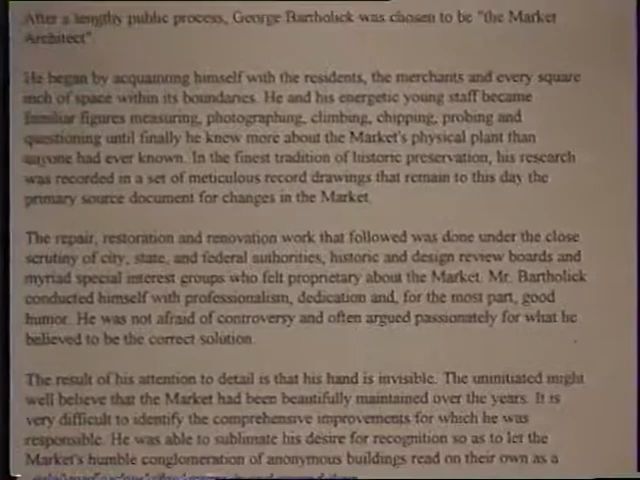 After a lengthy public process, George Bartholick was chosen to be "the Market
Architect".
He began by acquainting himself with the residents, the merchants and every square
inch of space within its boundaries. He and his energetic young staff became
familiar figures measuring, photographing, climbing, chipping, probing and
questioning until finally he knew more about the Market's physical plant than
anyone had ever known. In the finest tradition of historic preservation, his research
was recorded in a set of meticulous record drawings that remain to this day the
primary source document for changes in the Market.
The repair, restoration and renovation work that followed was done under the close
scrutiny of city, state, and federal authorities, historic and design review boards and
myriad special interest groups who felt proprietary about the Market. Mr. Bartholick
conducted himself with professionalism, dedication and, for the most part, good
humor. He was not afraid of controversy and often argued passionately for what he
believed to be the correct solution.
The result of his attention to detail is that his hand is invisible. The uninitiated might
well believe that the Market had been beautifully maintained over the years. It is
very difficult to identify the comprehensive improvements for which he was
responsible. He was able to sublimate his desire for recognition so as to let the
Market's humble conglomeration of anonymous buildings read on their own as a